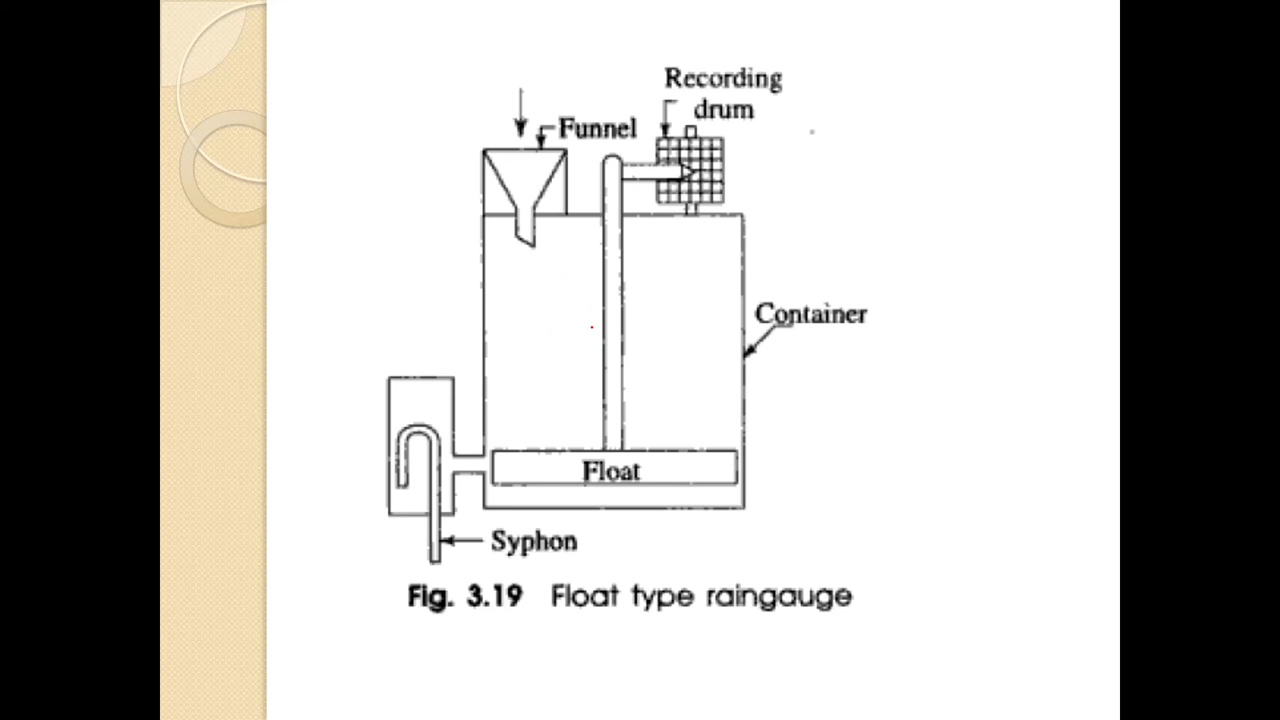 Recording
drum
Funnel
Container
Float
Syphon
Fig. 3.19 Float type raingauge